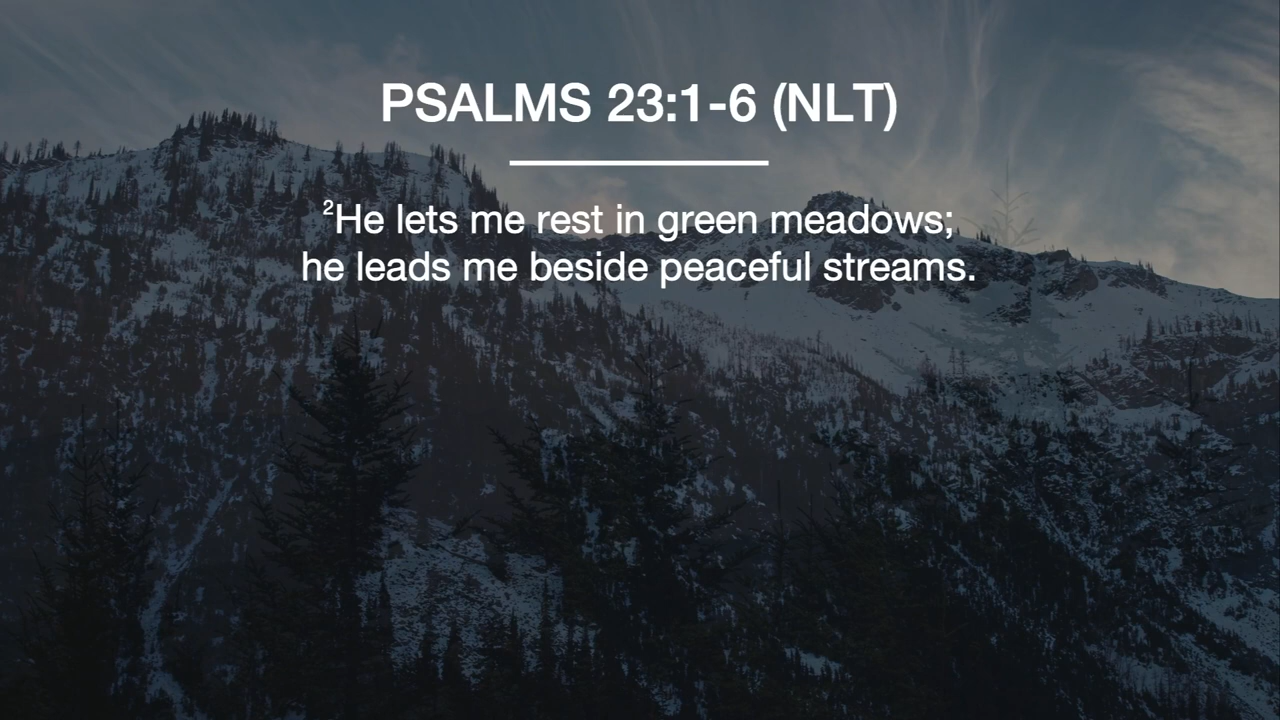 PSALMS 23:1-6 (NLT)
²He lets me rest in green meadows;
he leads me beside peaceful streams.